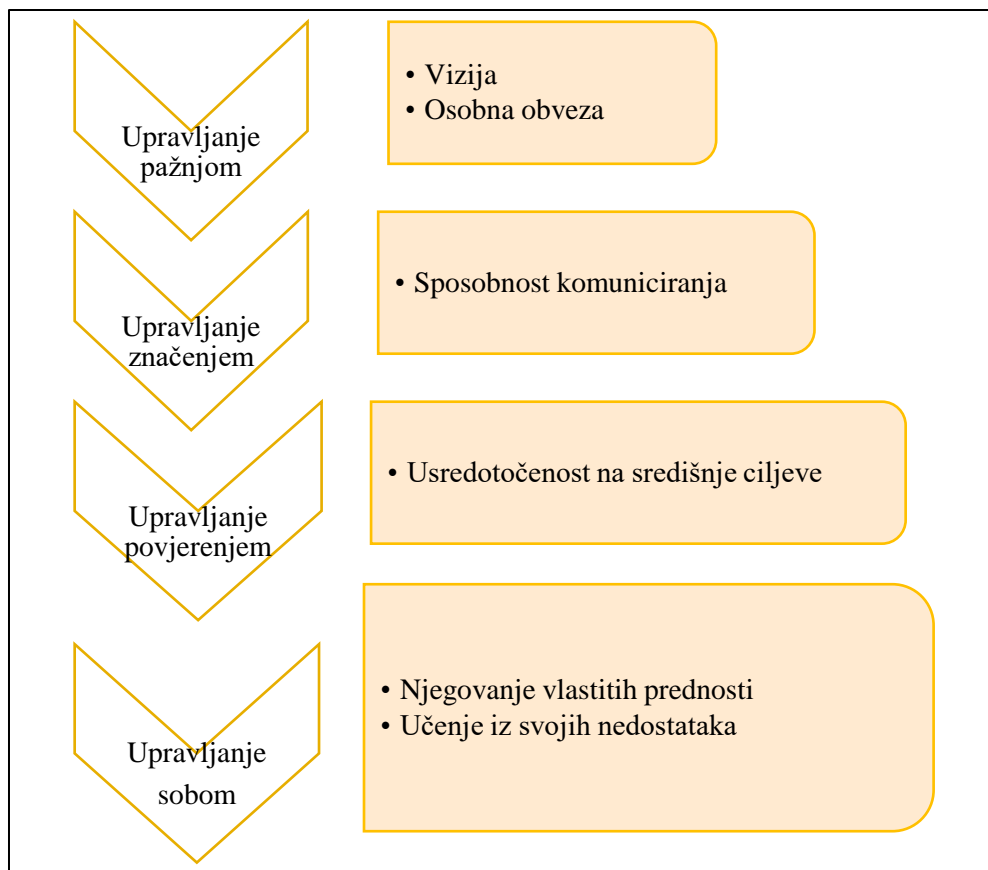 Upravljanje
pažnjom
• Vizija
• Osobna obveza
Upravljanje
značenjem
• Sposobnost komuniciranja
Upravljanje
povjerenjem
• Usredotočenost na središnje ciljeve
Upravljanje
sobom
• Njegovanje vlastitih prednosti
• Učenje iz svojih nedostataka